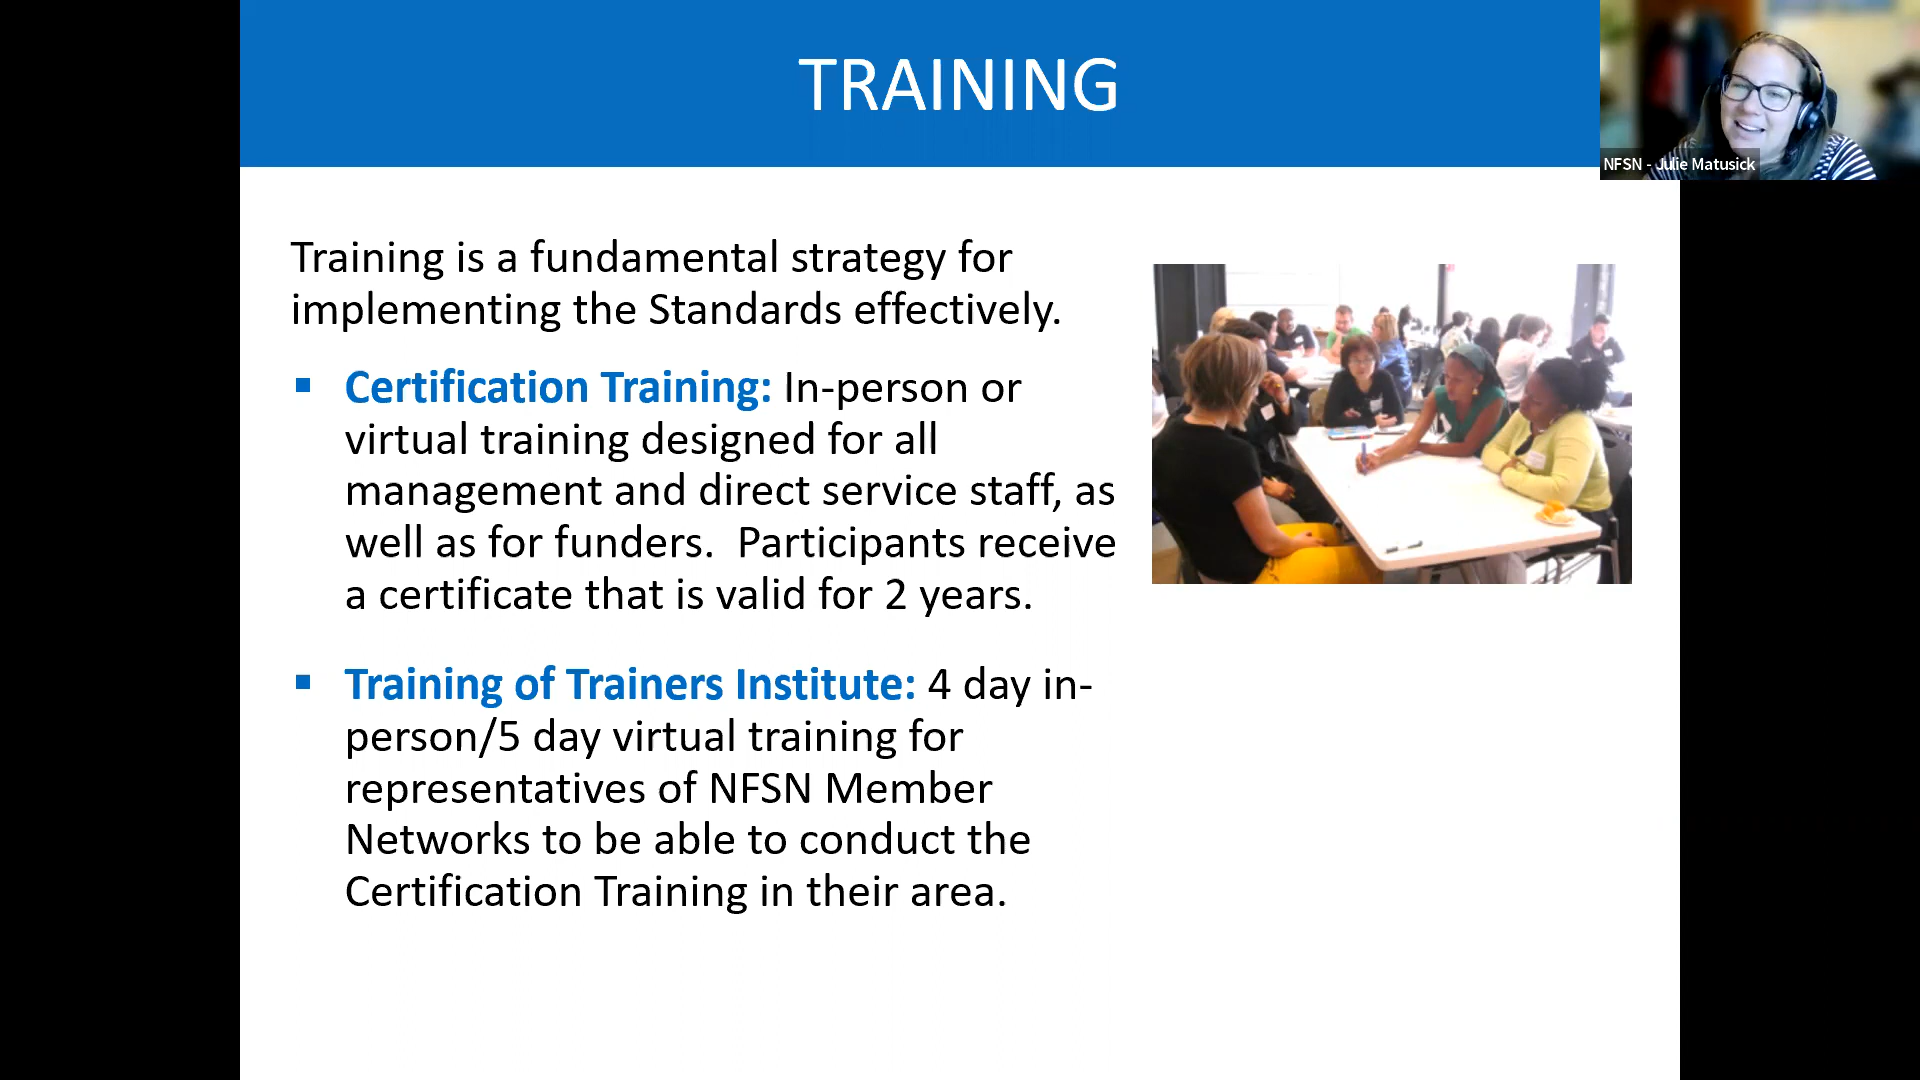 TRAINING
NFSN - Julie Matusick
Training is a fundamental strategy for
implementing the Standards effectively.
▪ Certification Training: In-person or
virtual training designed for all
management and direct service staff, as
well as for funders.  Participants receive
a certificate that is valid for 2 years.
▪ Training of Trainers Institute: 4 day in-
person/5 day virtual training for
representatives of NFSN Member
Networks to be able to conduct the
Certification Training in their area.